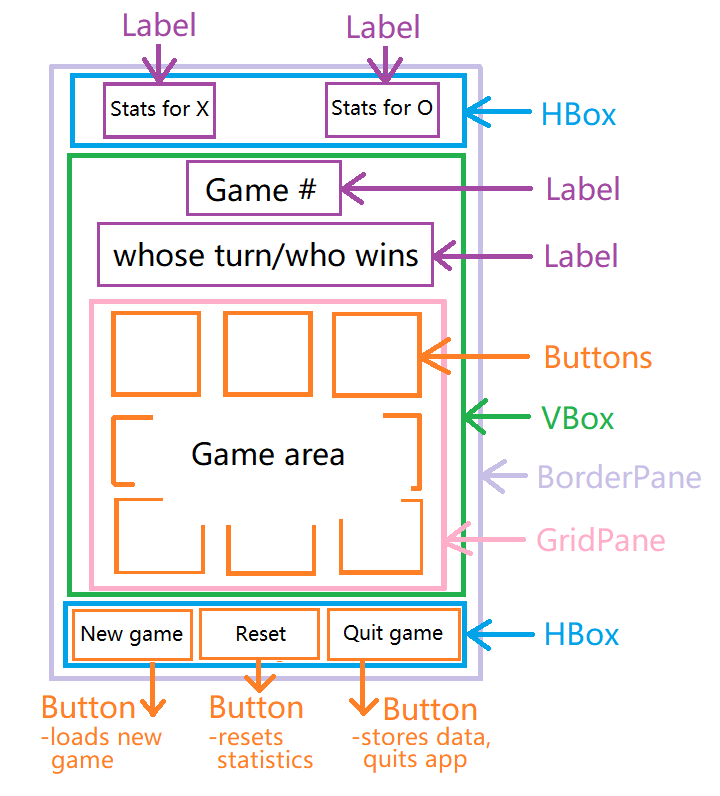 Label
Label
Stats for X
Stats for O
HBox
Game #
Label
whose turn/who wins
Label
Buttons
VBox
Game area
BorderPane
GridPane
New game
Reset
Quit game
HBox
Button
-loads new
game
Button
-resets
statistics
Button
-stores data,
quits app